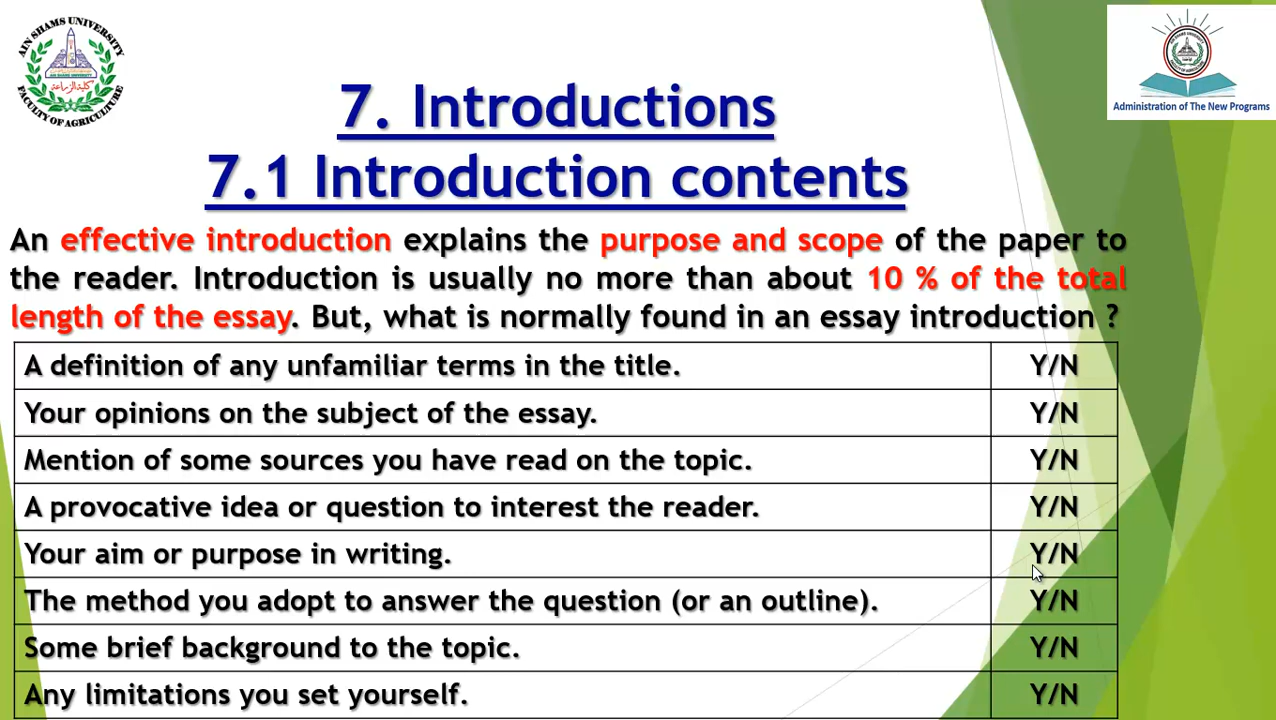 AIN SHAMS UNIVERSITY
AIN SHAMS UNIVERSITY
كلية الزراعة
FACULTY OF AGRICULTURE
Administration of The New Programs
7. Introductions
7.1 Introduction contents
An effective introduction explains the purpose and scope of the paper to
the reader. Introduction is usually no more than about 10 % of the total
length of the essay. But, what is normally found in an essay introduction ?
A definition of any unfamiliar terms in the title. Y/N
Your opinions on the subject of the essay. Y/N
Mention of some sources you have read on the topic. Y/N
A provocative idea or question to interest the reader. Y/N
Your aim or purpose in writing. Y/N
The method you adopt to answer the question (or an outline). Y/N
Some brief background to the topic. Y/N
Any limitations you set yourself. Y/N